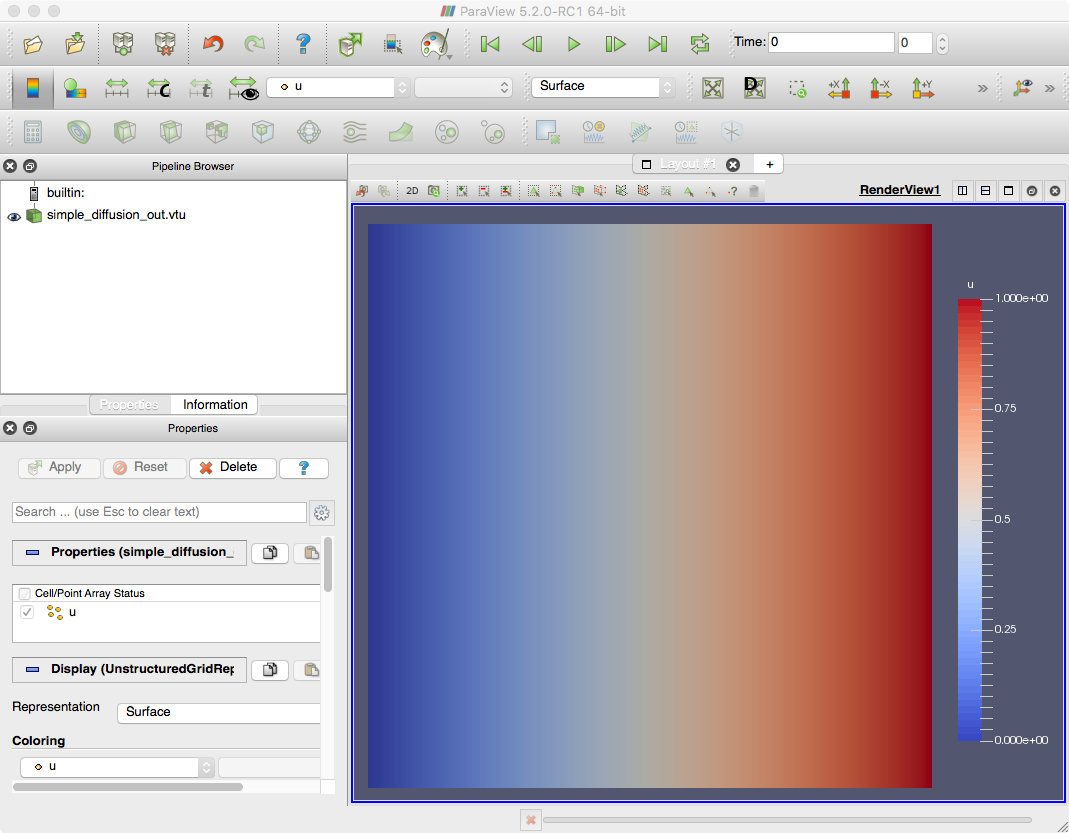 ParaView 5.2.0-RC1 64-bit
Time: 0
0
u
Surface
D
+X
-X
+Y
Pipeline Browser
builtin:
simple_diffusion_out.vtu
Layout #1
+
2D
RenderView1
Properties
Information
Properties
Apply
Reset
Delete
?
Search ... (use Esc to clear text)
Properties (simple_diffusion_
Cell/Point Array Status
u
Display (UnstructuredGridRep
Representation
Surface
Coloring
u
u
1.000e+00
0.75
0.5
0.25
0.000e+00